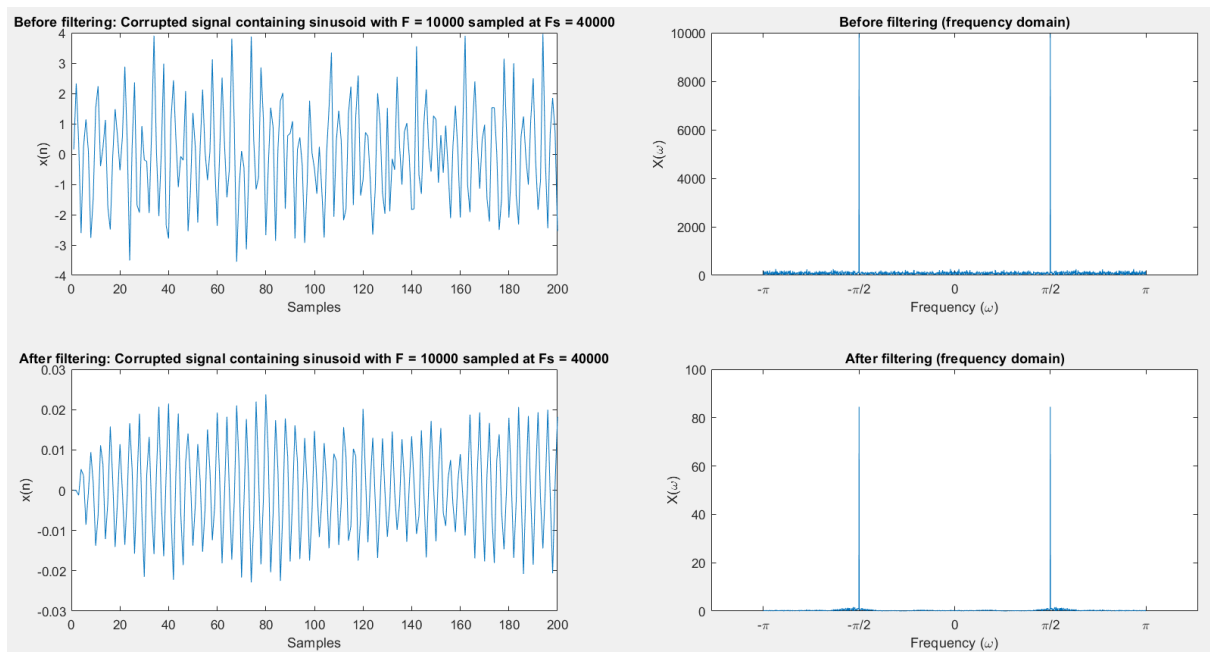 Before filtering: Corrupted signal containing sinusoid with F = 10000 sampled at Fs = 40000
4
3
2
1
0
-1
-2
-3
-4
x(n)
0 20 40 60 80 100 120 140 160 180 200
Samples
Before filtering (frequency domain)
10000
8000
6000
4000
2000
0
X(ω)
-π -π/2 0 π/2 π
Frequency (ω)
After filtering: Corrupted signal containing sinusoid with F = 10000 sampled at Fs = 40000
0.03
0.02
0.01
0
-0.01
-0.02
-0.03
x(n)
0 20 40 60 80 100 120 140 160 180 200
Samples
After filtering (frequency domain)
100
80
60
40
20
0
X(ω)
-π -π/2 0 π/2 π
Frequency (ω)